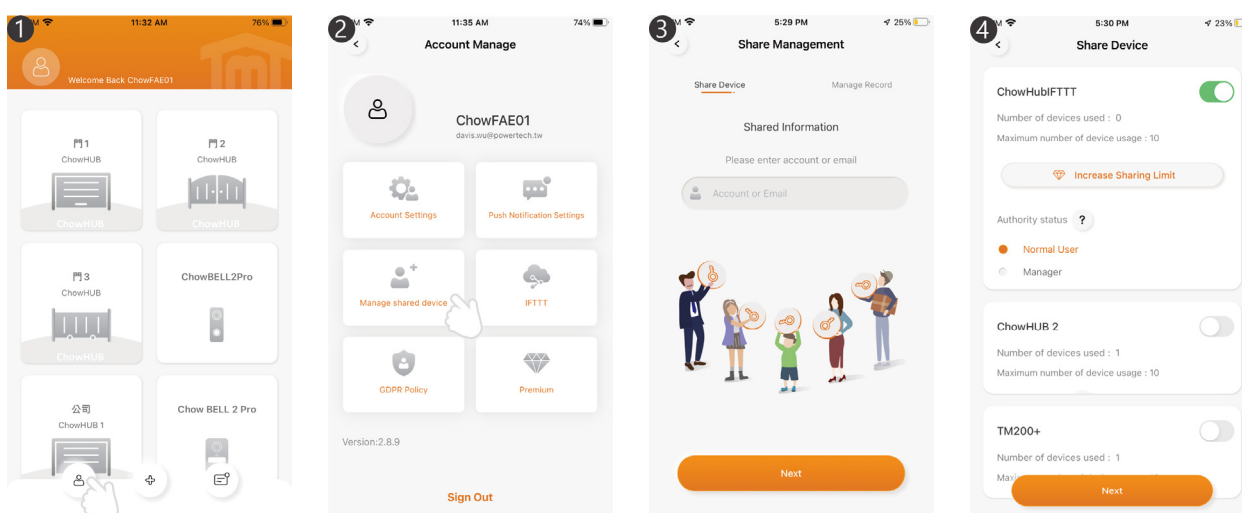 1
11:32 AM
76%
Welcome Back ChowFAE01
門1
ChowHUB
ChowHUB
門2
ChowHUB
ChowHUB
門3
ChowHUB
ChowHUB
ChowBELL2Pro
公司
ChowHUB 1
Chow BELL 2 Pro
2
M
11:35 AM
74%
Account Manage
ChowFAE01
davis.wu@powertech.tw
Account Settings
Push Notification Settings
Manage shared device
IFTTT
GDPR Policy
Premium
Version:2.8.9
Sign Out
3
M
5:29 PM
25%
Share Management
Share Device
Manage Record
Shared Information
Please enter account or email
Account or Email
Next
4
5:30 PM
23%
Share Device
ChowHubIFTTT
Number of devices used : 0
Maximum number of device usage : 10
Increase Sharing Limit
Authority status ?
Normal User
Manager
ChowHUB 2
Number of devices used : 1
Maximum number of device usage : 10
TM200+
Number of devices used : 1
Next